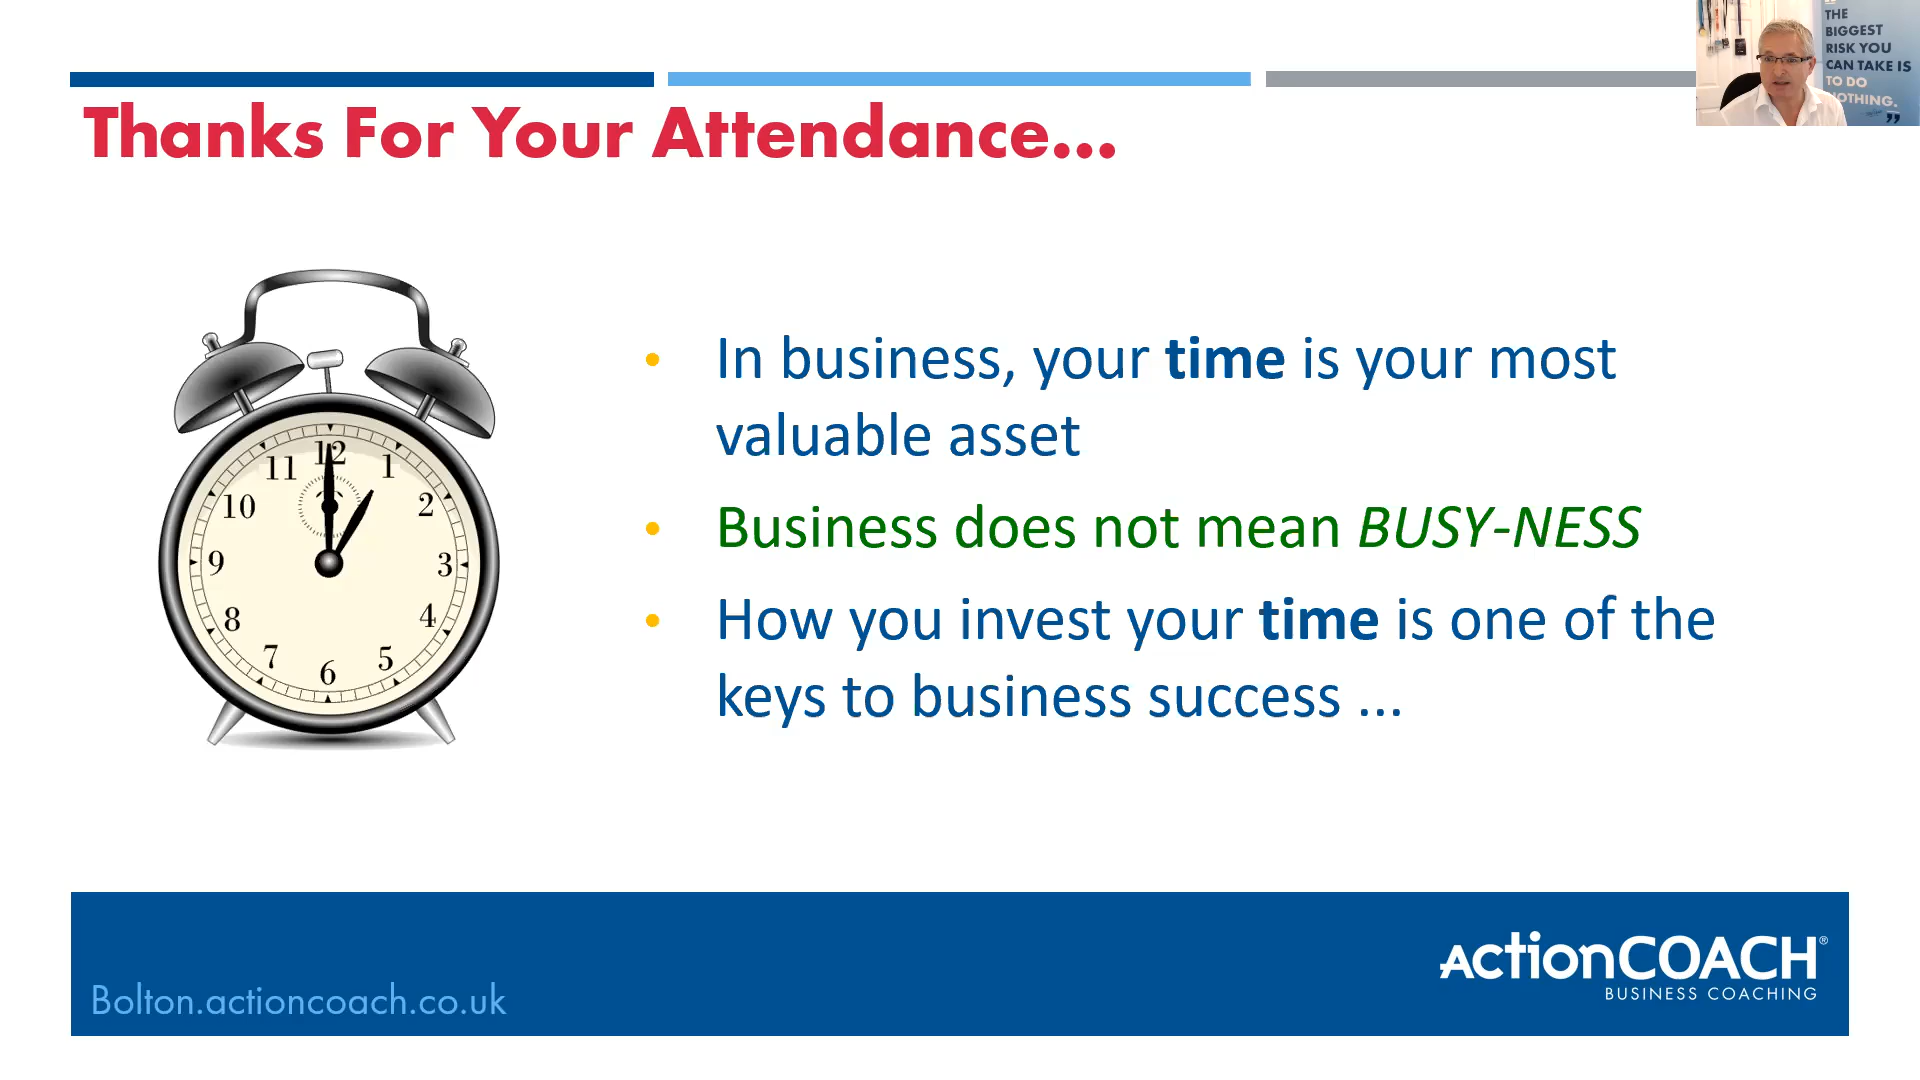 THE
BIGGEST
RISK YOU
CAN TAKE IS
TO DO
NOTHING.
”
Thanks For Your Attendance...
12
11
1
10
2
9
3
8
4
7
5
6
• In business, your time is your most
valuable asset
• Business does not mean BUSY-NESS
• How you invest your time is one of the
keys to business success ...
Bolton.actioncoach.co.uk
ActionCOACH®
BUSINESS COACHING